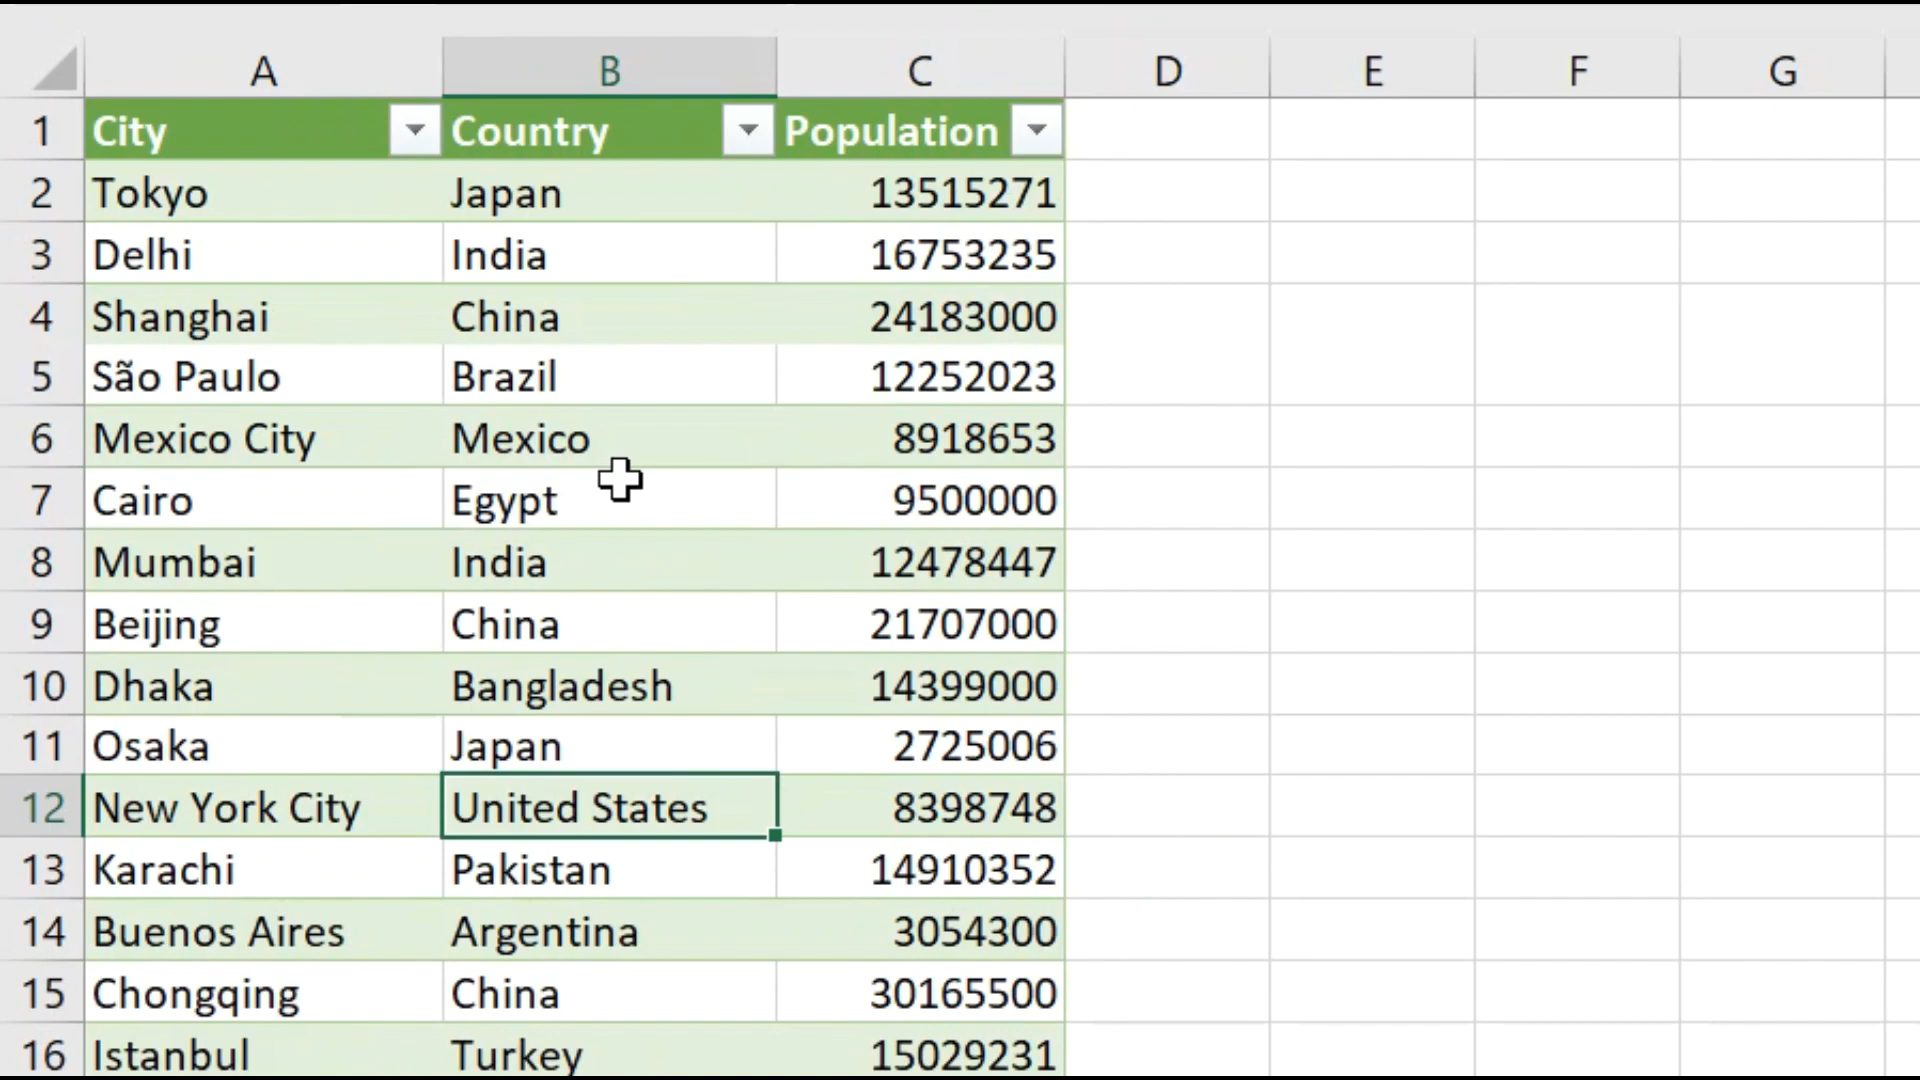 A B C D E F G
1 City Country Population
2 Tokyo Japan 13515271
3 Delhi India 16753235
4 Shanghai China 24183000
5 São Paulo Brazil 12252023
6 Mexico City Mexico 8918653
7 Cairo Egypt 9500000
8 Mumbai India 12478447
9 Beijing China 21707000
10 Dhaka Bangladesh 14399000
11 Osaka Japan 2725006
12 New York City United States 8398748
13 Karachi Pakistan 14910352
14 Buenos Aires Argentina 3054300
15 Chongqing China 30165500
16 Istanbul Turkey 15029231